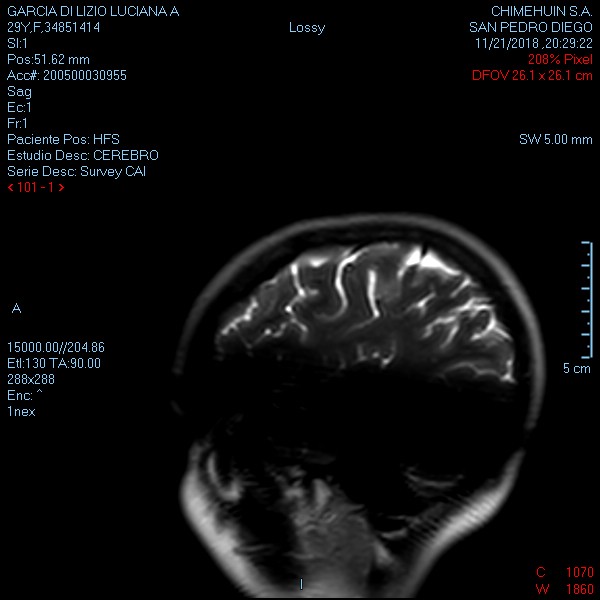 GARCIA DI LIZIO LUCIANA A
29Y,F,34851414
Sl:1
Pos:51.62 mm
Acc#: 200500030955
Sag
Ec:1
Fr:1
Paciente Pos: HFS
Estudio Desc: CEREBRO
Serie Desc: Survey CAI
< 101 - 1 >
Lossy
CHIMEHUIN S.A.
SAN PEDRO DIEGO
11/21/2018 ,20:29:22
208% Pixel
DFOV 26.1 x 26.1 cm
SW 5.00 mm
A
15000.00//204.86
Etl:130 TA:90.00
288x288
Enc: ^
1nex
5 cm
I
C 1070
W 1860